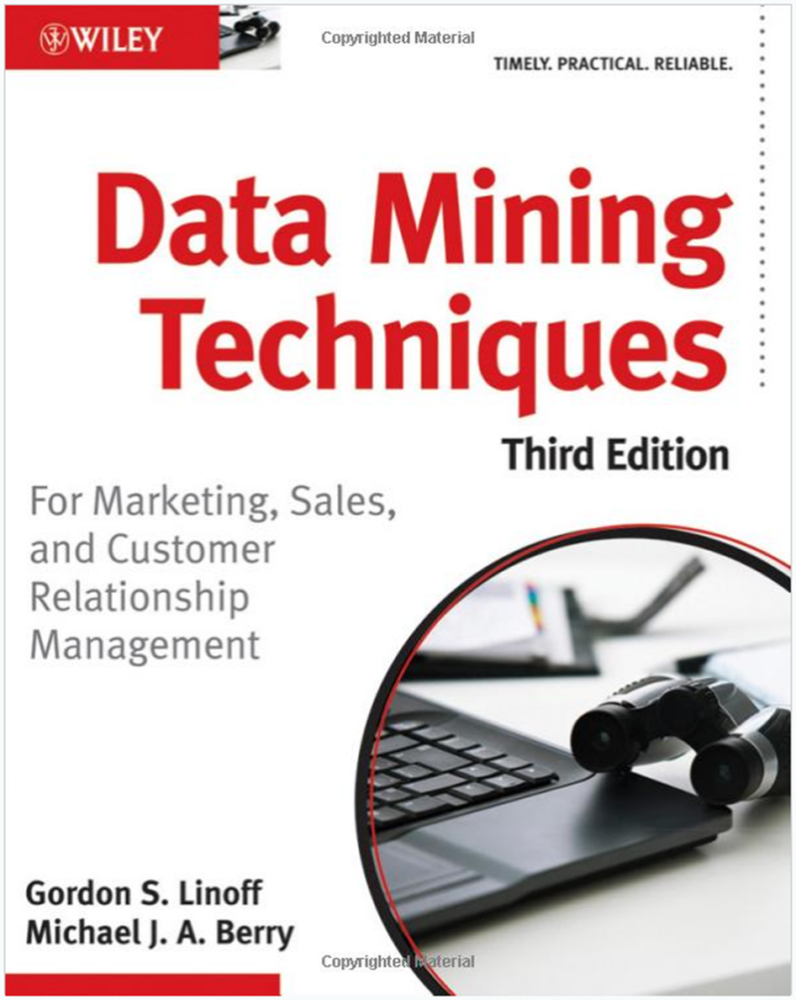 WILEY
Copyrighted Material
TIMELY. PRACTICAL. RELIABLE.
Data Mining
Techniques
Third Edition
For Marketing, Sales,
and Customer
Relationship
Management
Gordon S. Linoff
Michael J. A. Berry
Copyrighted Material